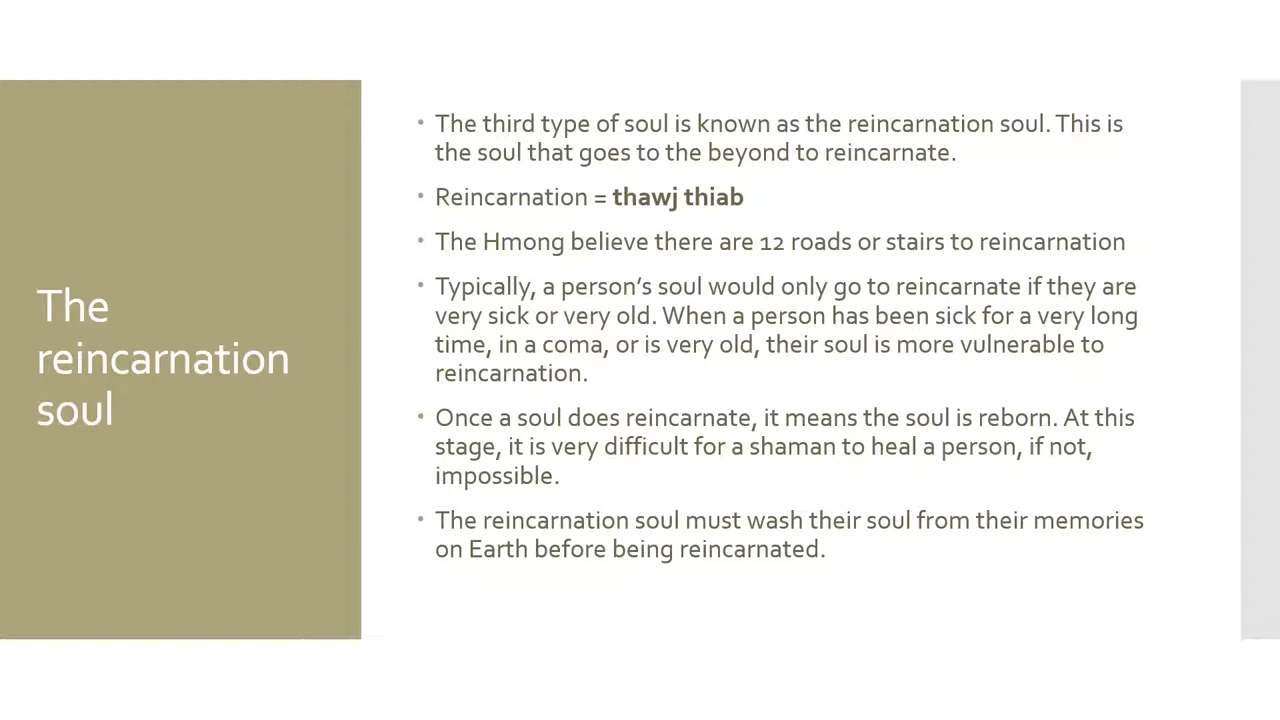 The
reincarnation
soul
• The third type of soul is known as the reincarnation soul. This is
the soul that goes to the beyond to reincarnate.
• Reincarnation = thawj thiab
• The Hmong believe there are 12 roads or stairs to reincarnation
• Typically, a person’s soul would only go to reincarnate if they are
very sick or very old. When a person has been sick for a very long
time, in a coma, or is very old, their soul is more vulnerable to
reincarnation.
• Once a soul does reincarnate, it means the soul is reborn. At this
stage, it is very difficult for a shaman to heal a person, if not,
impossible.
• The reincarnation soul must wash their soul from their memories
on Earth before being reincarnated.